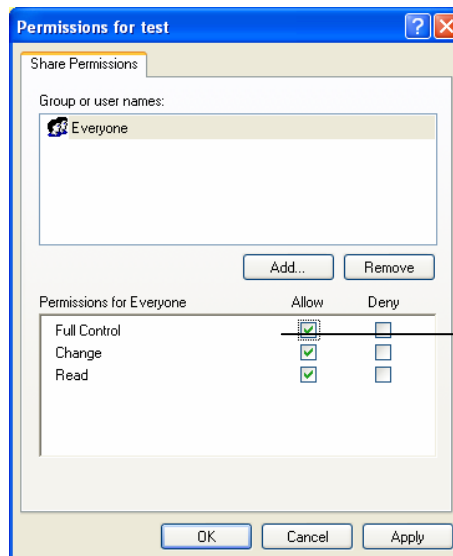 Permissions for test
Share Permissions
Group or user names:
Everyone
Add... Remove
Permissions for Everyone Allow Deny
Full Control
Change
Read
OK Cancel Apply